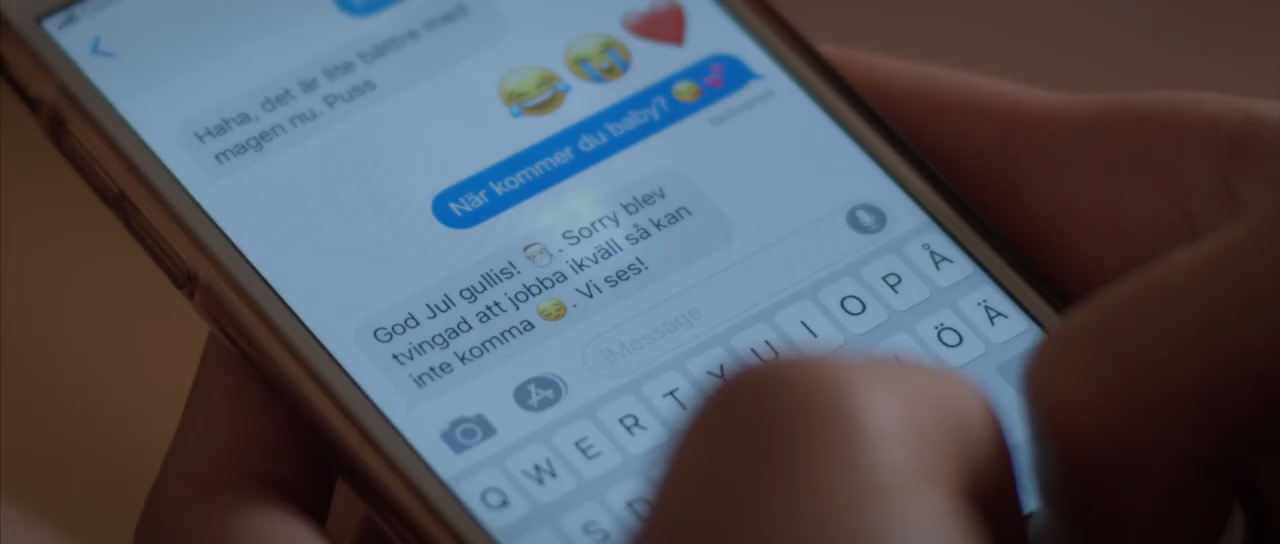 Haha, det är lite bättre med
magen nu. Puss
😂 😭 ❤️
När kommer du baby? 😘 💕
God Jul gullis! 🎅 . Sorry blev
tvingad att jobba ikväll så kan
inte komma 😔 . Vi ses!
iMessage
Q W E R T Y U I O P Å
S D Ö Ä